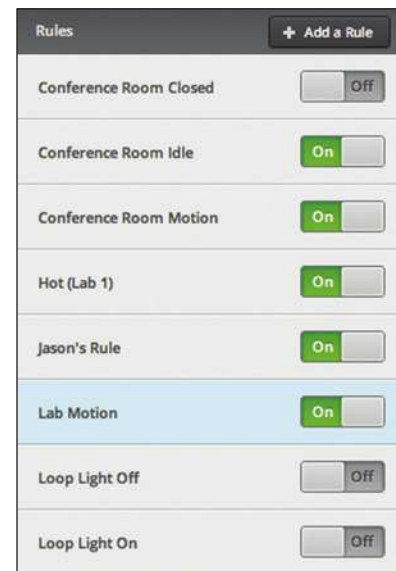 Rules + Add a Rule
Conference Room Closed Off
Conference Room Idle On
Conference Room Motion On
Hot (Lab 1) On
Jason's Rule On
Lab Motion On
Loop Light Off Off
Loop Light On Off